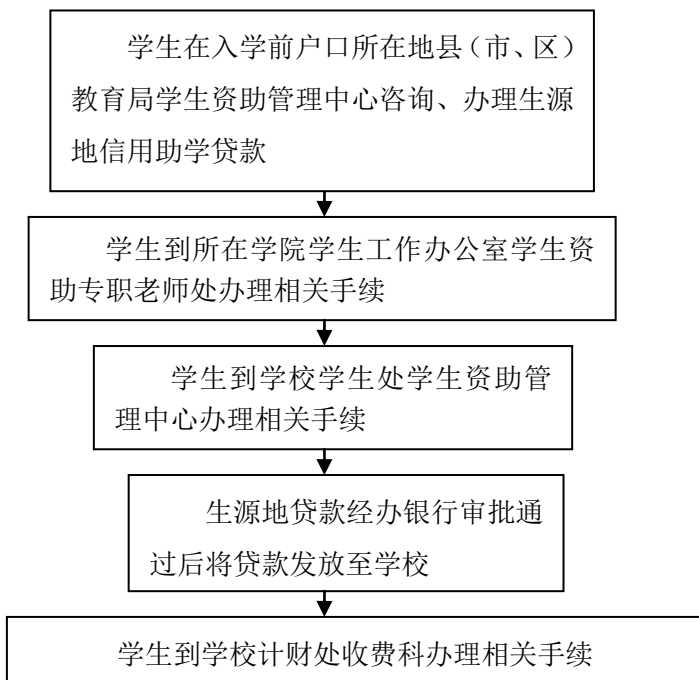 学生在入学前户口所在地县（市、区）
教育局学生资助管理中心咨询、办理生源
地信用助学贷款
学生到所在学院学生工作办公室学生资
助专职老师处办理相关手续
学生到学校学生处学生资助管
理中心办理相关手续
生源地贷款经办银行审批通
过后将贷款发放至学校
学生到学校计财处收费科办理相关手续